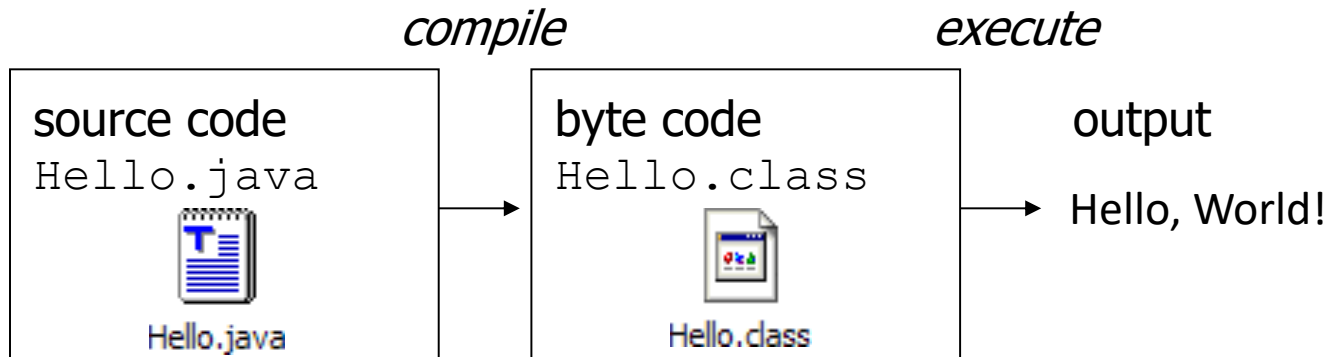 compile
execute
source code
Hello.java
Hello.java
byte code
Hello.class
Hello.class
output
Hello, World!